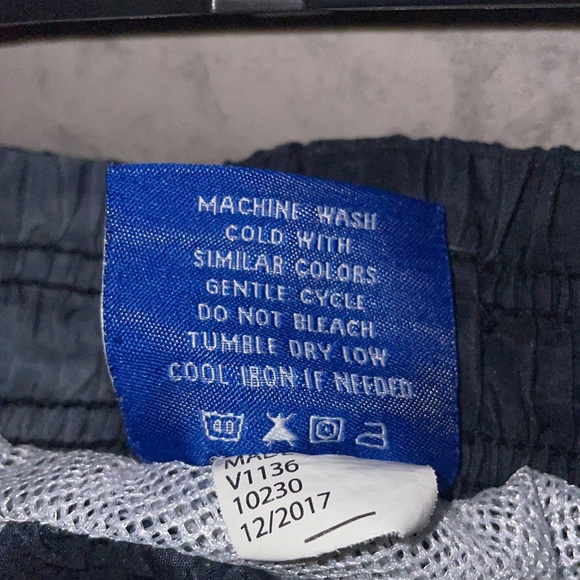 MACHINE WASH
COLD WITH
SIMILAR COLORS
GENTLE CYCLE
DO NOT BLEACH
TUMBLE DRY LOW
COOL IRON IF NEEDED
40
V1136
10230
12/2017